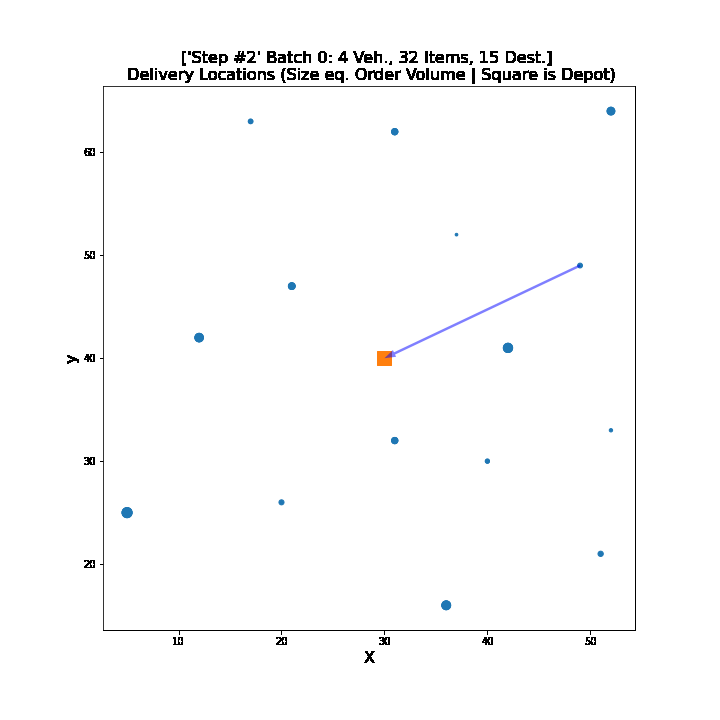 ['Step #2' Batch 0: 4 Veh., 32 Items, 15 Dest.]
Delivery Locations (Size eq. Order Volume | Square is Depot)
60
50
40
30
20
y
10 20 30 40 50
X